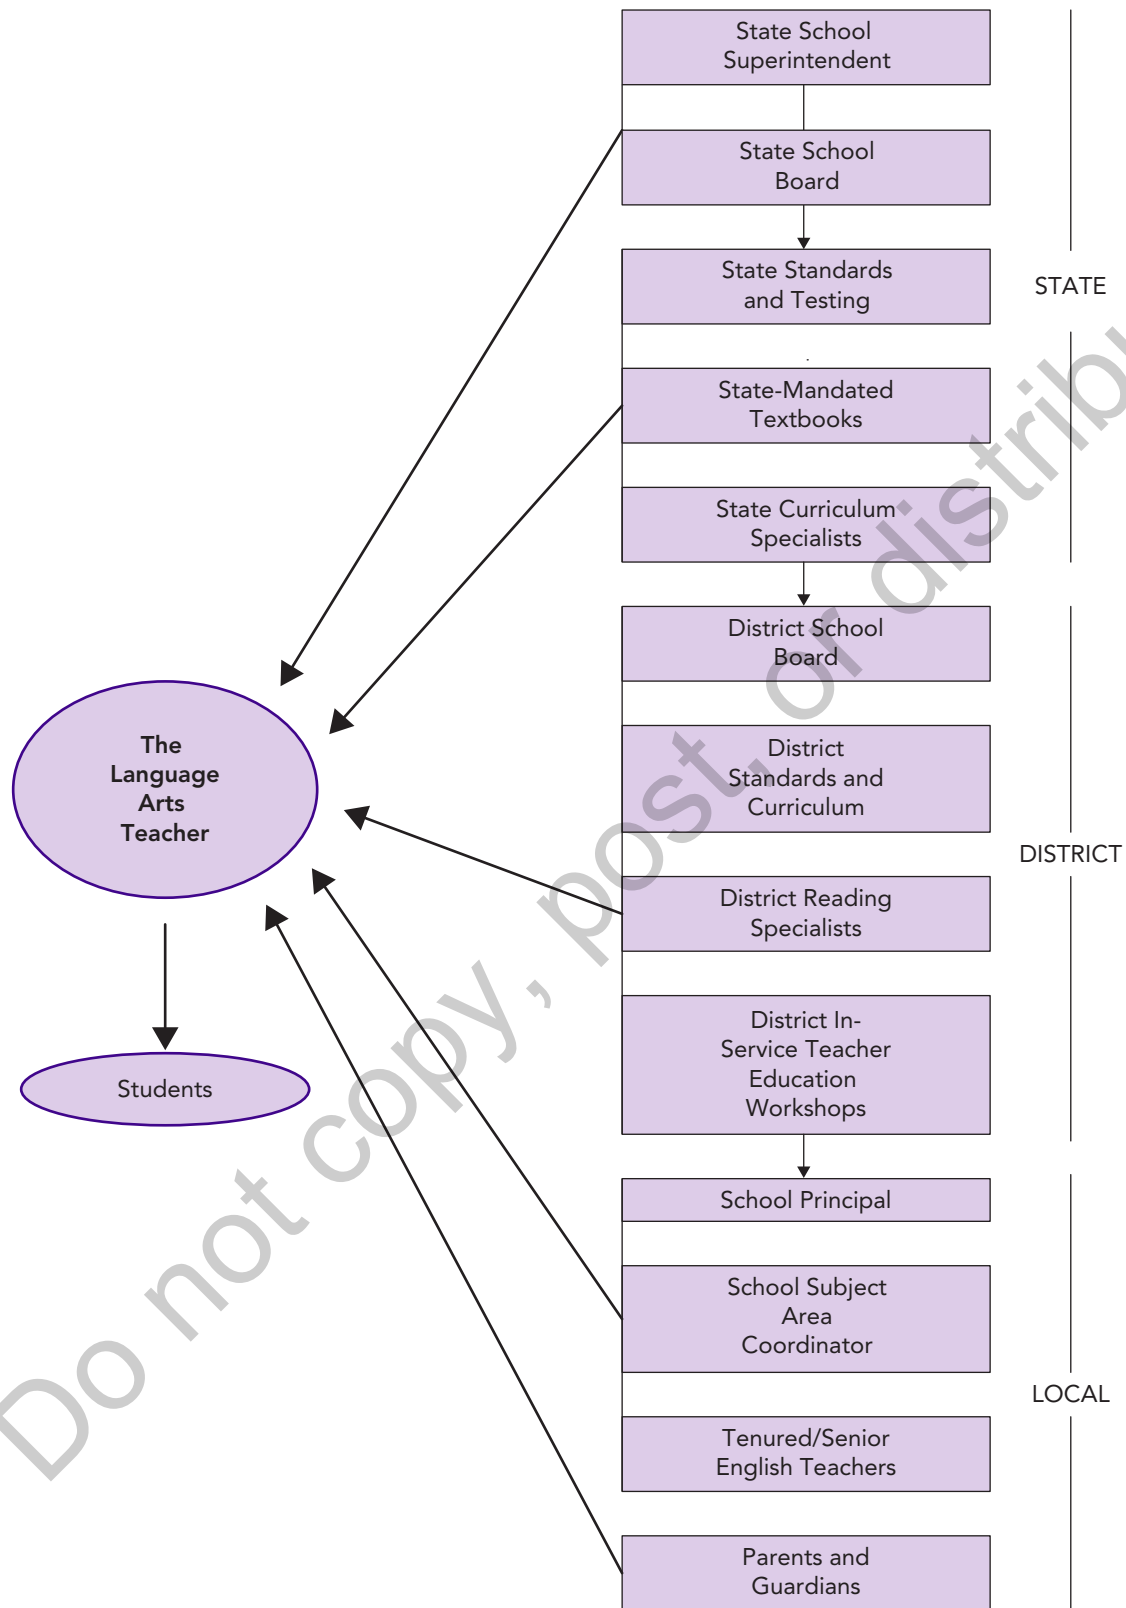 State School
Superintendent
State School
Board
State Standards
and Testing
STATE
State-Mandated
Textbooks
State Curriculum
Specialists
District School
Board
The
Language
Arts
Teacher
District
Standards and
Curriculum
DISTRICT
District Reading
Specialists
District In-
Service Teacher
Education
Workshops
Students
School Principal
School Subject
Area
Coordinator
LOCAL
Tenured/Senior
English Teachers
Parents and
Guardians
Do not copy, post, or distribu